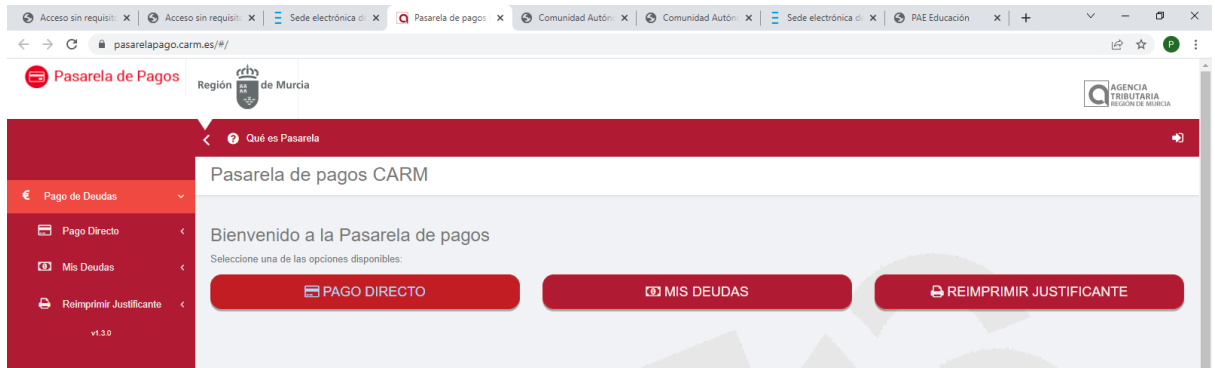 Acceso sin requisit
Acceso sin requisit
Sede electrónica d
Pasarela de pagos
Comunidad Autón
Comunidad Autón
Sede electrónica d
PAE Educación
pasarelapago.carm.es/#/
P
Pasarela de Pagos
Región de Murcia
AGENCIA
TRIBUTARIA
REGIÓN DE MURCIA
Qué es Pasarela
Pasarela de pagos CARM
€ Pago de Deudas
Pago Directo
Mis Deudas
Reimprimir Justificante
v1.3.0
Bienvenido a la Pasarela de pagos
Seleccione una de las opciones disponibles:
PAGO DIRECTO
MIS DEUDAS
REIMPRIMIR JUSTIFICANTE